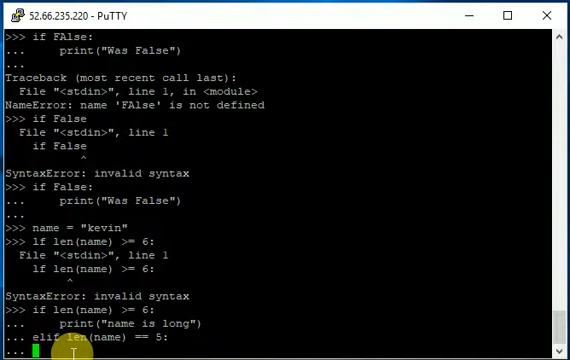 52.66.235.220 - PuTTY
>>> if FAlse:
...     print("Was False")
...
Traceback (most recent call last):
  File "<stdin>", line 1, in <module>
NameError: name 'FAlse' is not defined
>>> if False
  File "<stdin>", line 1
    if False
           ^
SyntaxError: invalid syntax
>>> if False:
...     print("Was False")
...
>>> name = "kevin"
>>> lf len(name) >= 6:
  File "<stdin>", line 1
    lf len(name) >= 6:
         ^
SyntaxError: invalid syntax
>>> if len(name) >= 6:
...     print("name is long")
... elif len(name) == 5:
...